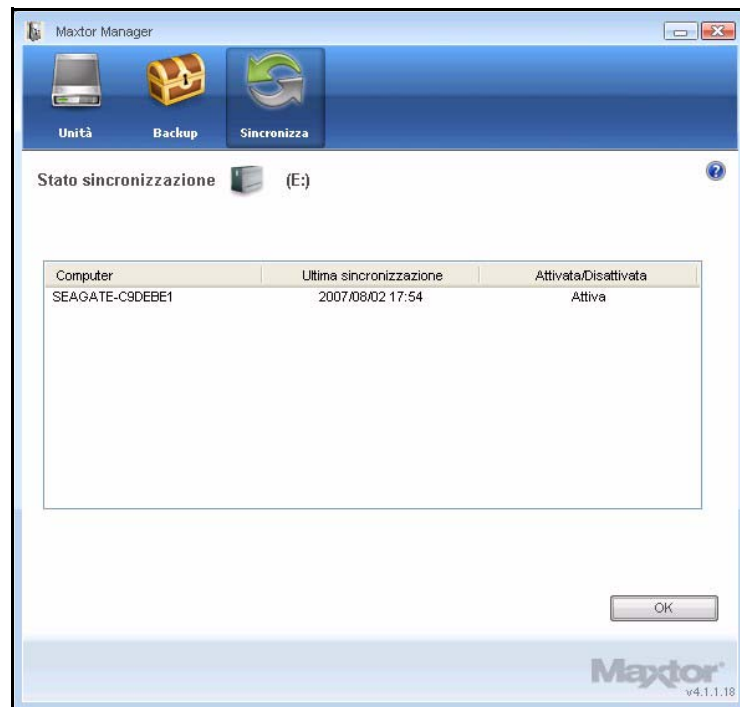 Maxtor Manager
Unità Backup Sincronizza
Stato sincronizzazione (E:)
Computer Ultima sincronizzazione Attivata/Disattivata
SEAGATE-C9DEBE1 2007/08/02 17:54 Attiva
OK
Maxtor
v4.1.1.18